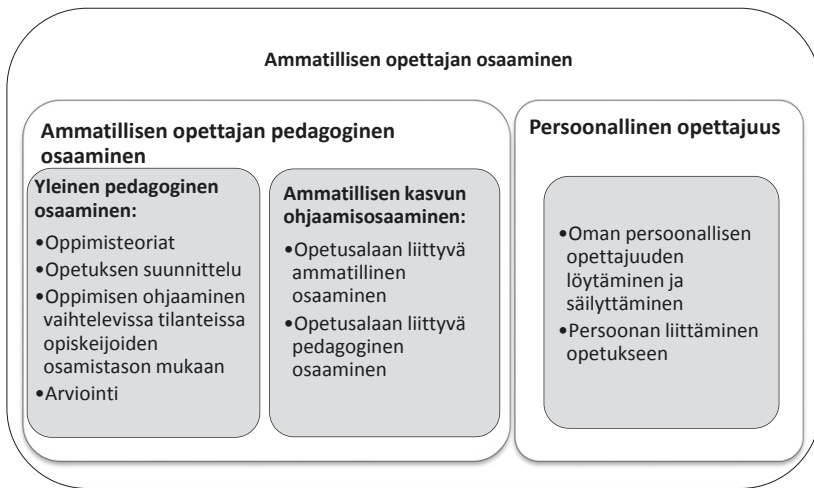 Ammatillisen opettajan osaaminen
Ammatillisen opettajan pedagoginen
osaaminen
Yleinen pedagoginen
osaaminen:
•Oppimisteoriat
•Opetuksen suunnittelu
•Oppimisen ohjaaminen
vaihtelevissa tilanteissa
opiskeijoiden
osamistason mukaan
•Arviointi
Ammatillisen kasvun
ohjaamisosaaminen:
•Opetusalaan liittyvä
ammatillinen
osaaminen
•Opetusalaan liittyvä
pedagoginen
osaaminen
Persoonallinen opettajuus
•Oman persoonallisen
opettajuuden
löytäminen ja
säilyttäminen
•Persoonan liittäminen
opetukseen